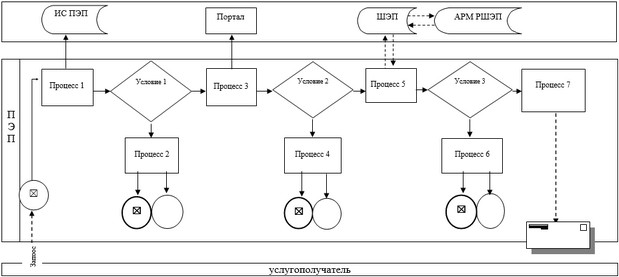 ИС ПЭП
Портал
ШЭП
АРМ РШЭП
ПЭП
Процесс 1
Условие 1
Процесс 3
Условие 2
Процесс 5
Условие 3
Процесс 7
Процесс 2
Процесс 4
Процесс 6
услугополучатель